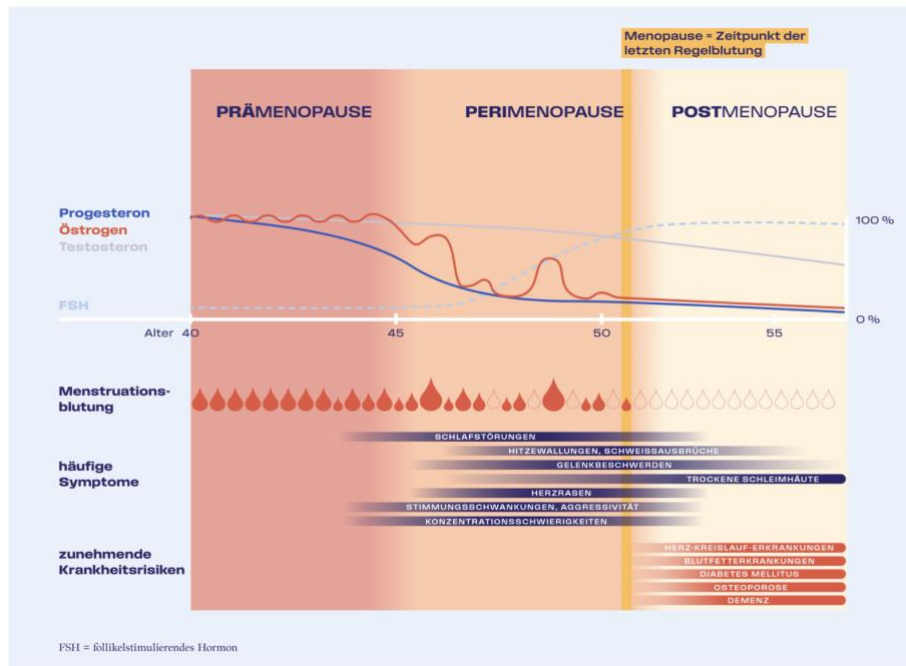 Menopause = Zeitpunkt der
letzten Regelblutung
PRÄMENOPAUSE
PERIMENOPAUSE
POSTMENOPAUSE
Progesteron
Östrogen
Testosteron
FSH
100 %
0 %
Alter 40 45 50 55
Menstruations-
blutung
häufige
Symptome
SCHLAFSTÖRUNGEN
HITZEWALLUNGEN, SCHWEISSAUSBRÜCHE
GELENKBESCHWERDEN
TROCKENE SCHLEIMHÄUTE
HERZRASEN
STIMMUNGSSCHWANKUNGEN, AGGRESSIVITÄT
KONZENTRATIONSSCHWIERIGKEITEN
zunehmende
Krankheitsrisiken
HERZ-KREISLAUF-ERKRANKUNGEN
BLUTFETTERKRANKUNGEN
DIABETES MELLITUS
OSTEOPOROSE
DEMENZ
FSH = follikelstimulierendes Hormon